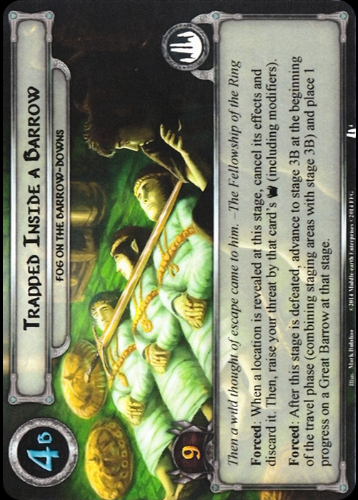 4B
TRAPPED INSIDE A BARROW
FOG ON THE BARROW-DOWNS
9
Then a wild thought of escape came to him. –The Fellowship of the Ring
Forced: When a location is revealed at this stage, cancel its effects and
discard it. Then, raise your threat by that card's (including modifiers).
Forced: After this stage is defeated, advance to stage 3B at the beginning
of the travel phase (combining staging areas with stage 3B) and place 1
progress on a Great Barrow at that stage.
Illus. Mark Bulahao ©2014 Middle-earth Enterprises ©2014 FFG